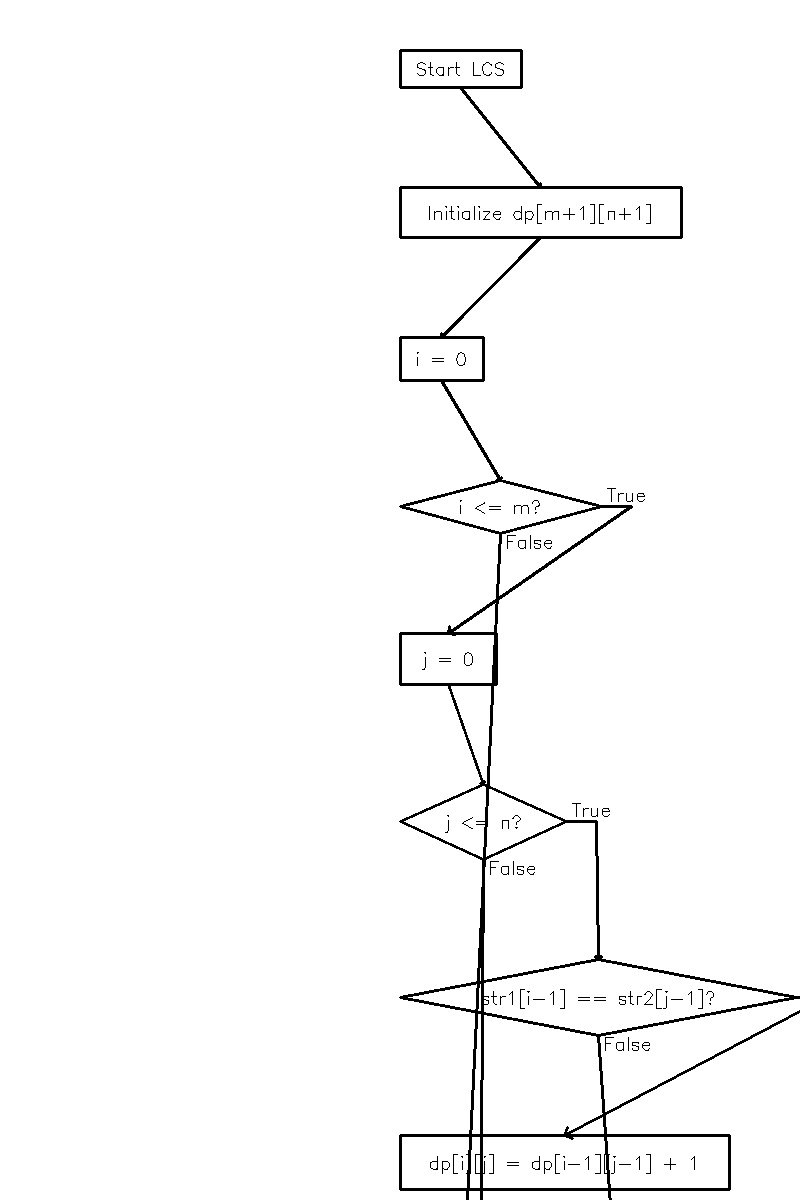 Start LCS
Initialize dp[m+1][n+1]
i = 0
i <= m?
True
False
j = 0
j <= n?
True
False
str1[i-1] == str2[j-1]?
False
dp[i][j] = dp[i-1][j-1] + 1